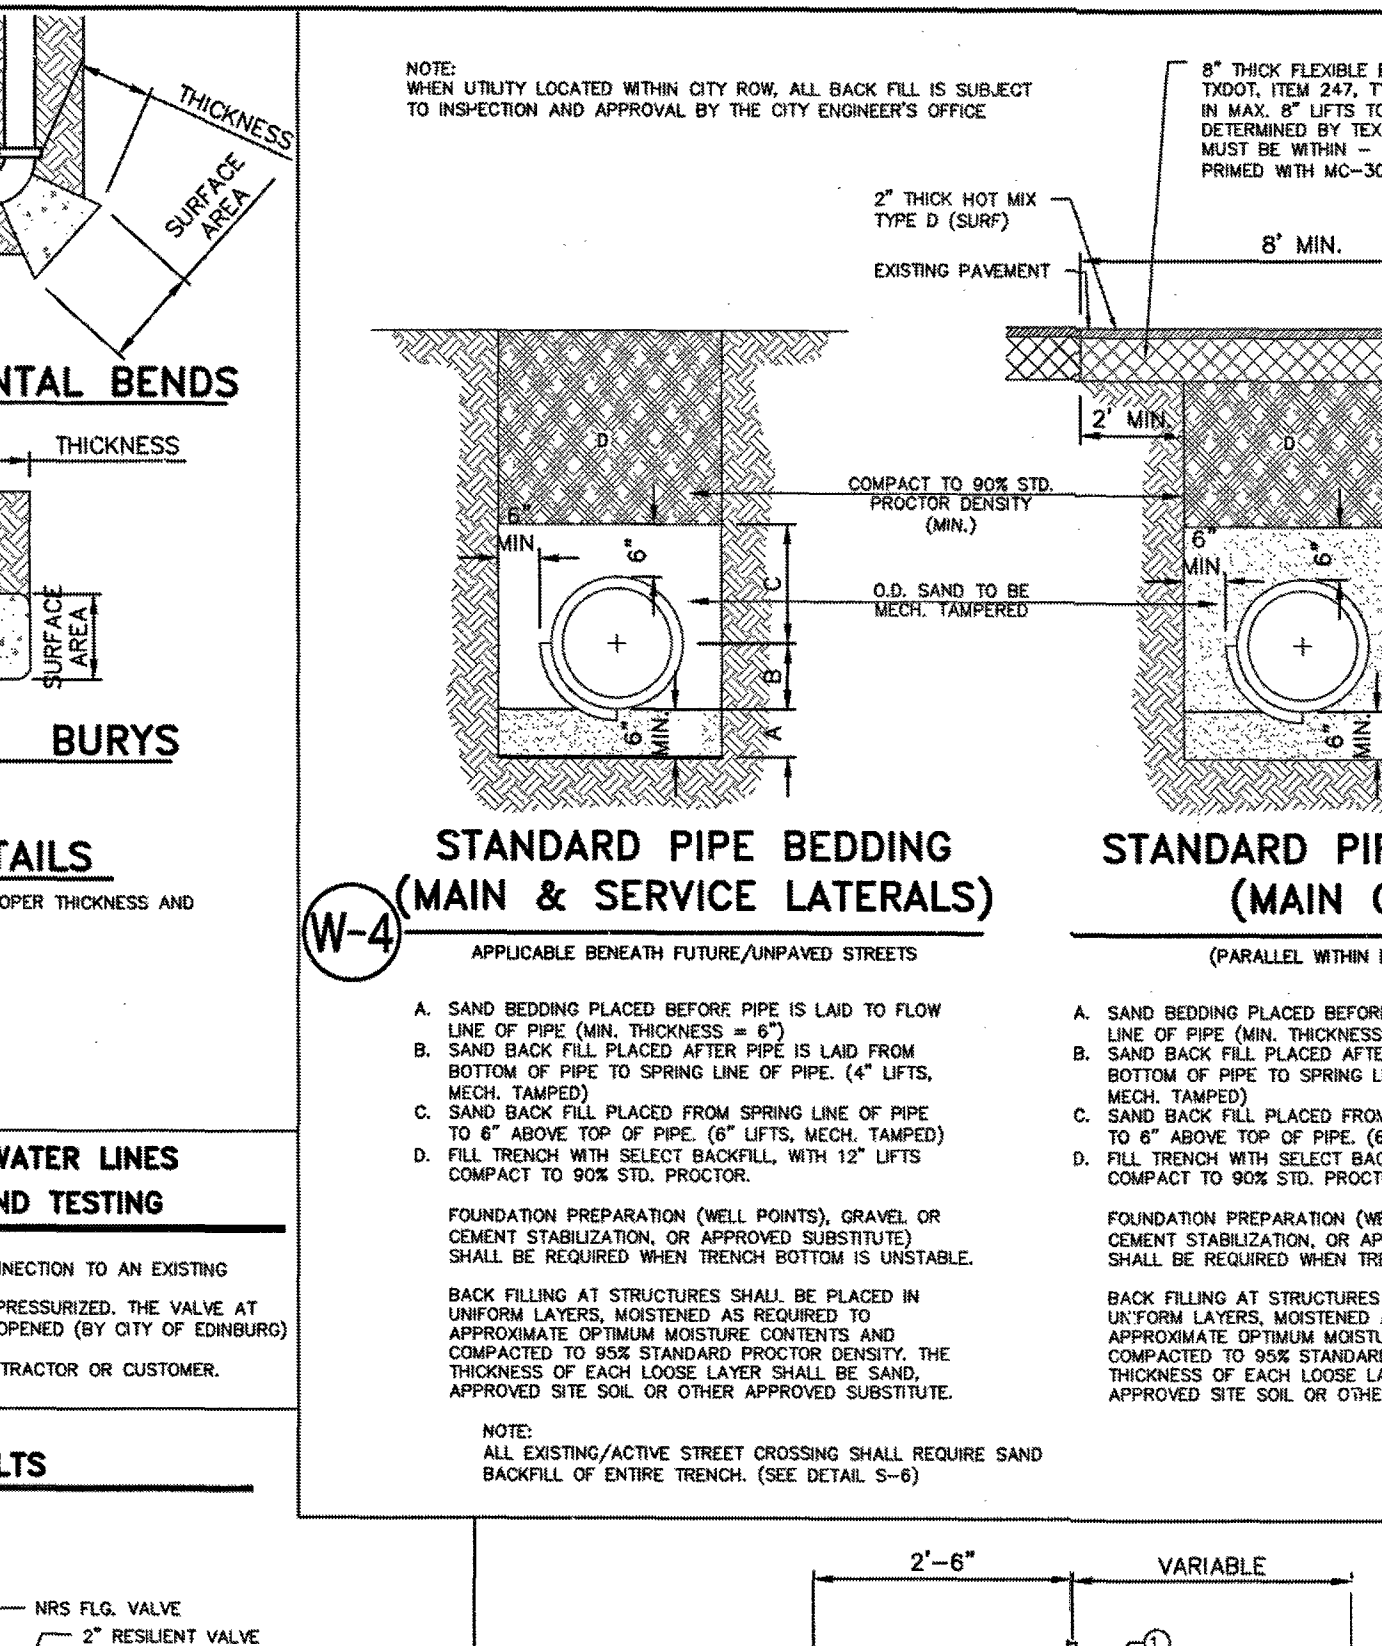 THICKNESS
SURFACE
AREA
NTAL BENDS
THICKNESS
SURFACE
AREA
BURYS
TAILS
OPER THICKNESS AND
WATER LINES
ND TESTING
NNECTION TO AN EXISTING
PRESSURIZED. THE VALVE AT
OPENED (BY CITY OF EDINBURG)
TRACTOR OR CUSTOMER.
LTS
NRS FLG. VALVE
2" RESILIENT VALVE
NOTE:
WHEN UTILITY LOCATED WITHIN CITY ROW, ALL BACK FILL IS SUBJECT
TO INSPECTION AND APPROVAL BY THE CITY ENGINEER'S OFFICE
8" THICK FLEXIBLE
TXDOT, ITEM 247,
IN MAX. 8" LIFTS TO
DETERMINED BY TEX
MUST BE WITHIN –
PRIMED WITH MC-30
2" THICK HOT MIX
TYPE D (SURF)
EXISTING PAVEMENT
8' MIN.
2' MIN.
D
D
COMPACT TO 90% STD.
PROCTOR DENSITY
(MIN.)
6"
MIN.
6"
C
6"
MIN.
6"
O.D. SAND TO BE
MECH. TAMPERED
B
6"
MIN.
A
6"
MIN.
STANDARD PIPE BEDDING
(MAIN & SERVICE LATERALS)
W-4
APPLICABLE BENEATH FUTURE/UNPAVED STREETS
A. SAND BEDDING PLACED BEFORE PIPE IS LAID TO FLOW
LINE OF PIPE (MIN. THICKNESS = 6")
B. SAND BACK FILL PLACED AFTER PIPE IS LAID FROM
BOTTOM OF PIPE TO SPRING LINE OF PIPE. (4" LIFTS,
MECH. TAMPED)
C. SAND BACK FILL PLACED FROM SPRING LINE OF PIPE
TO 6" ABOVE TOP OF PIPE. (6" LIFTS, MECH. TAMPED)
D. FILL TRENCH WITH SELECT BACKFILL, WITH 12" LIFTS
COMPACT TO 90% STD. PROCTOR.
FOUNDATION PREPARATION (WELL POINTS), GRAVEL OR
CEMENT STABILIZATION, OR APPROVED SUBSTITUTE)
SHALL BE REQUIRED WHEN TRENCH BOTTOM IS UNSTABLE.
BACK FILLING AT STRUCTURES SHALL BE PLACED IN
UNIFORM LAYERS, MOISTENED AS REQUIRED TO
APPROXIMATE OPTIMUM MOISTURE CONTENTS AND
COMPACTED TO 95% STANDARD PROCTOR DENSITY. THE
THICKNESS OF EACH LOOSE LAYER SHALL BE SAND,
APPROVED SITE SOIL OR OTHER APPROVED SUBSTITUTE.
NOTE:
ALL EXISTING/ACTIVE STREET CROSSING SHALL REQUIRE SAND
BACKFILL OF ENTIRE TRENCH. (SEE DETAIL S-6)
STANDARD PIP
(MAIN
(PARALLEL WITHIN
A. SAND BEDDING PLACED BEFORE
LINE OF PIPE (MIN. THICKNESS
B. SAND BACK FILL PLACED AFTE
BOTTOM OF PIPE TO SPRING LI
MECH. TAMPED)
C. SAND BACK FILL PLACED FROM
TO 6" ABOVE TOP OF PIPE. (6
D. FILL TRENCH WITH SELECT BAC
COMPACT TO 90% STD. PROCT
FOUNDATION PREPARATION (WE
CEMENT STABILIZATION, OR AP
SHALL BE REQUIRED WHEN TRE
BACK FILLING AT STRUCTURES
UNIFORM LAYERS, MOISTENED
APPROXIMATE OPTIMUM MOISTU
COMPACTED TO 95% STANDARD
THICKNESS OF EACH LOOSE LA
APPROVED SITE SOIL OR OTHE
2'-6"
VARIABLE
1